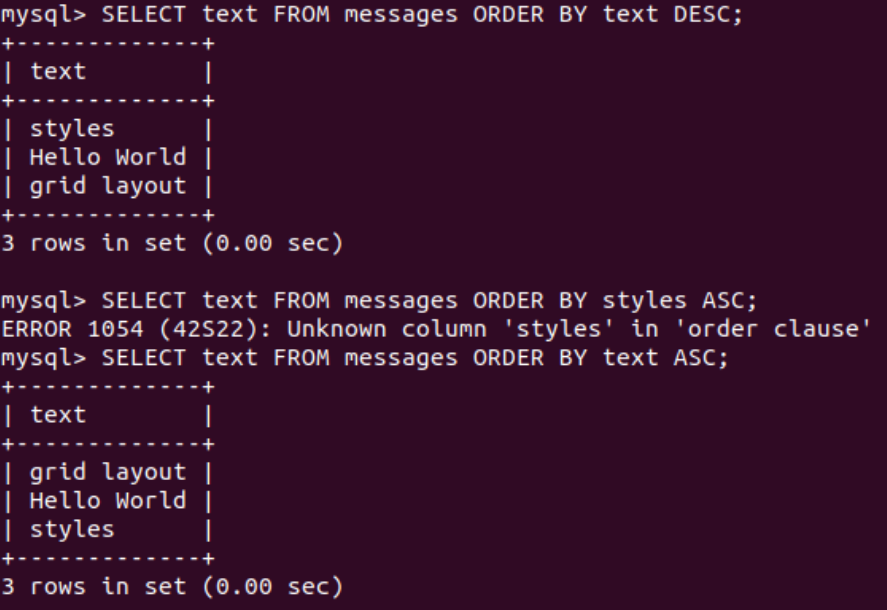 mysql> SELECT text FROM messages ORDER BY text DESC;
+-------------+
| text        |
+-------------+
| styles      |
| Hello World |
| grid layout |
+-------------+
3 rows in set (0.00 sec)

mysql> SELECT text FROM messages ORDER BY styles ASC;
ERROR 1054 (42S22): Unknown column 'styles' in 'order clause'
mysql> SELECT text FROM messages ORDER BY text ASC;
+-------------+
| text        |
+-------------+
| grid layout |
| Hello World |
| styles      |
+-------------+
3 rows in set (0.00 sec)